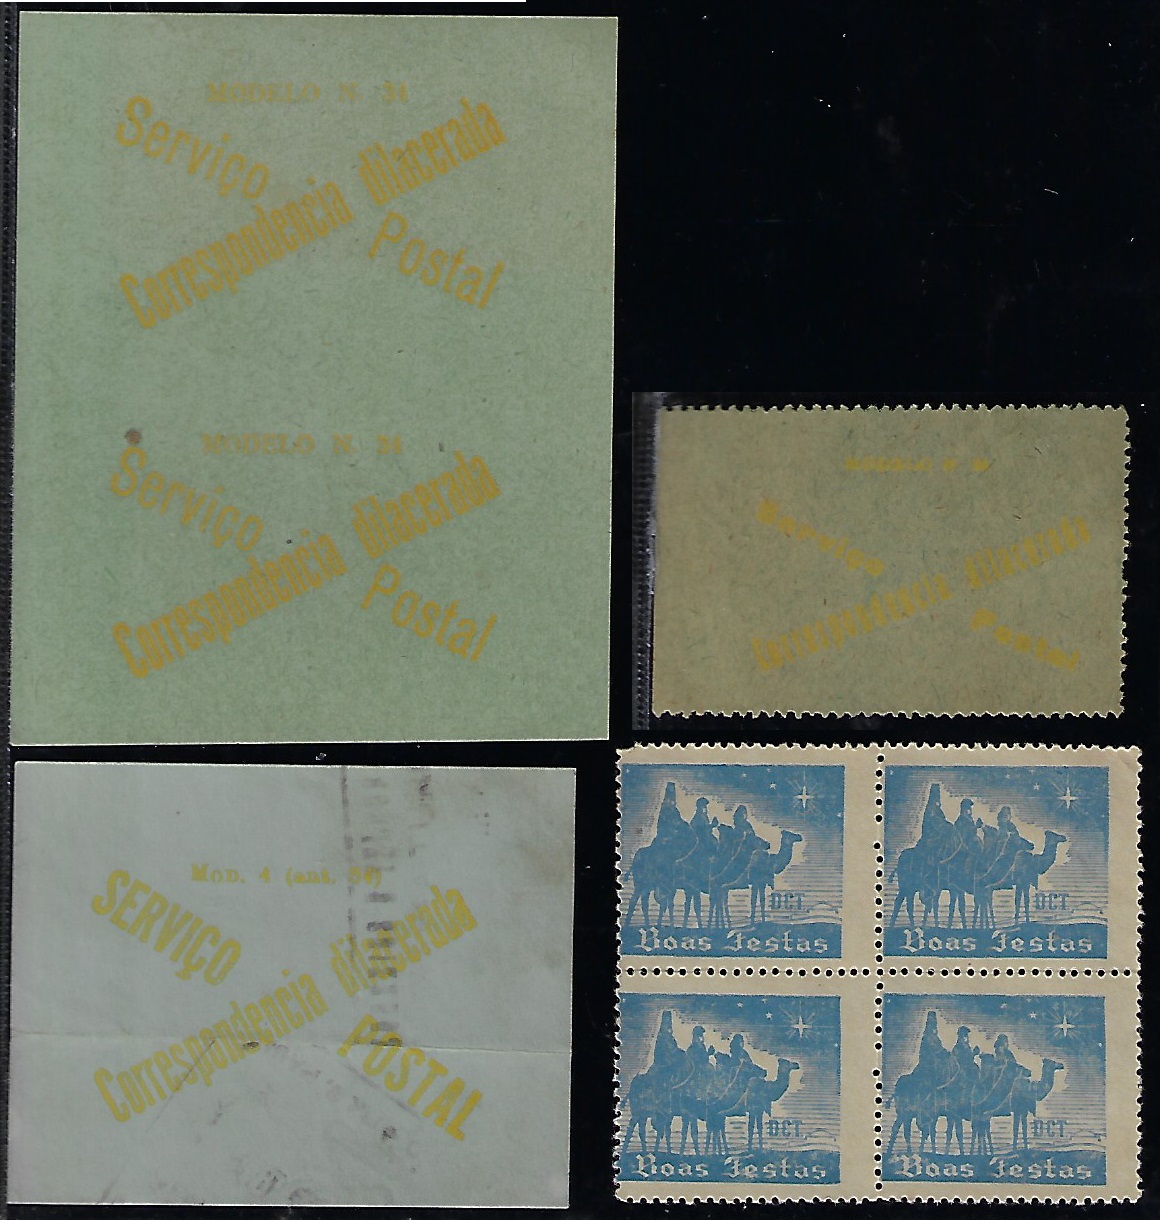 MODELO N. 34
Serviço Postal
Correspondencia dilacerada
MODELO N. 34
Serviço Postal
Correspondencia dilacerada
MODELO N.
Serviço Postal
Correspondencia dilacerada
MOD. 4 (ant. 34)
SERVIÇO POSTAL
Correspondencia dilacerada
DCT.
Boas Festas
DCT.
Boas Festas
DCT.
Boas Festas
DCT.
Boas Festas